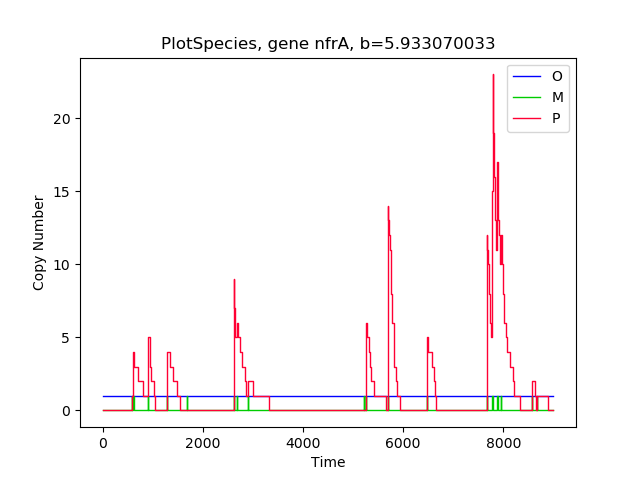 PlotSpecies, gene nfrA, b=5.933070033
O
M
P
Copy Number
20
15
10
5
0
0 2000 4000 6000 8000
Time